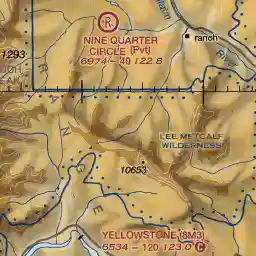 R
NINE QUARTER
CIRCLE (Pvt)
6974 - 40 122.8
ranch
1293
LEE METCALF
WILDERNESS
10653
R
A
N
G
E
YELLOWSTONE (8M3)
6534 - 120 123.0 C